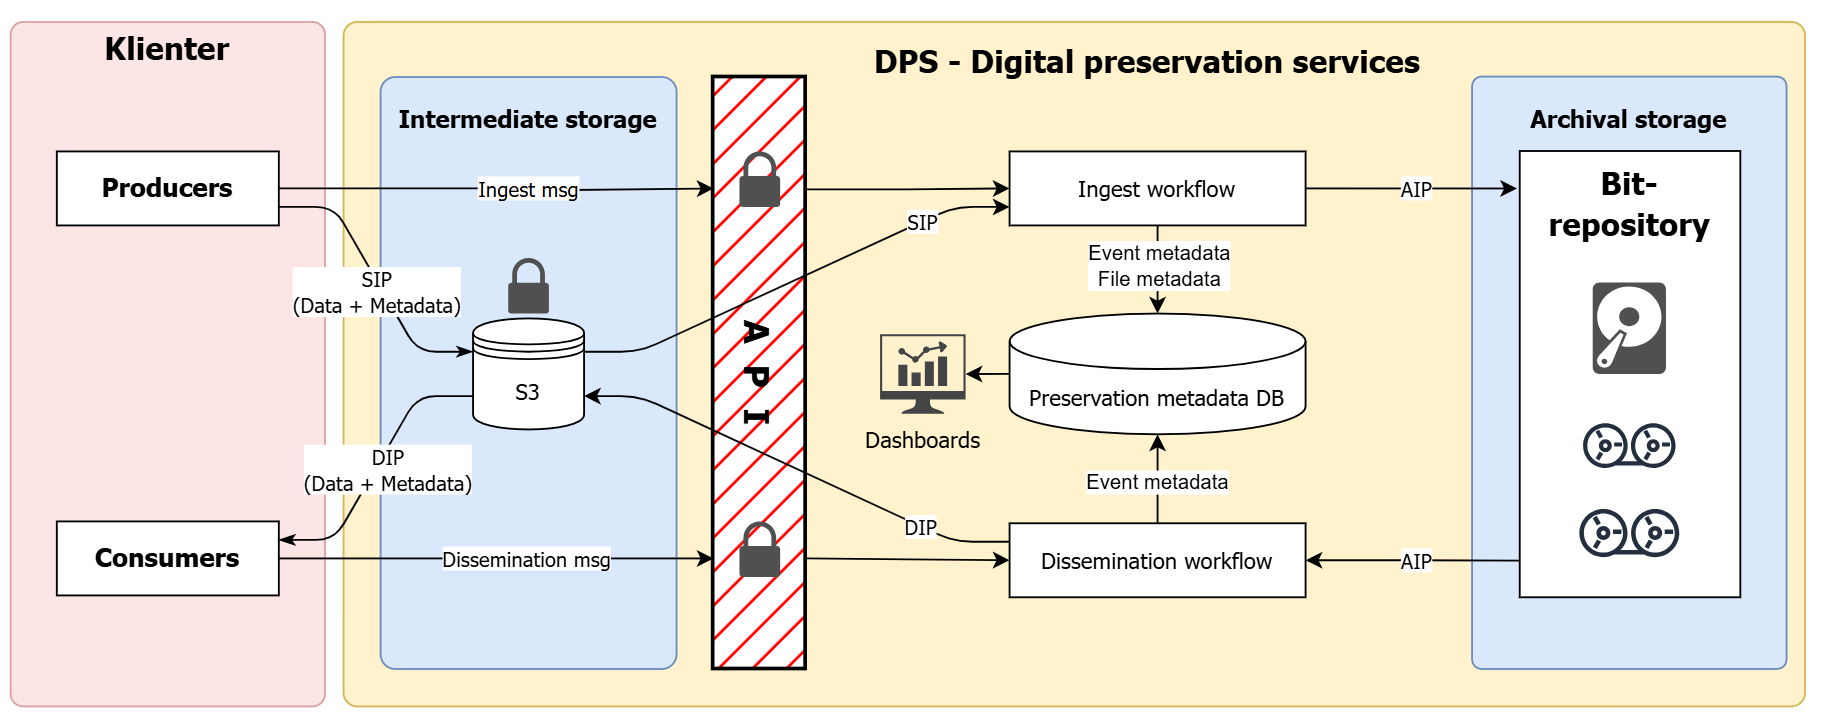 Klienter
DPS - Digital preservation services
Intermediate storage
Archival storage
Producers
Ingest msg
Ingest workflow
AIP
Bit-
repository
SIP
SIP
(Data + Metadata)
Event metadata
File metadata
API
S3
Preservation metadata DB
Dashboards
DIP
(Data + Metadata)
Event metadata
DIP
Consumers
Dissemination msg
Dissemination workflow
AIP